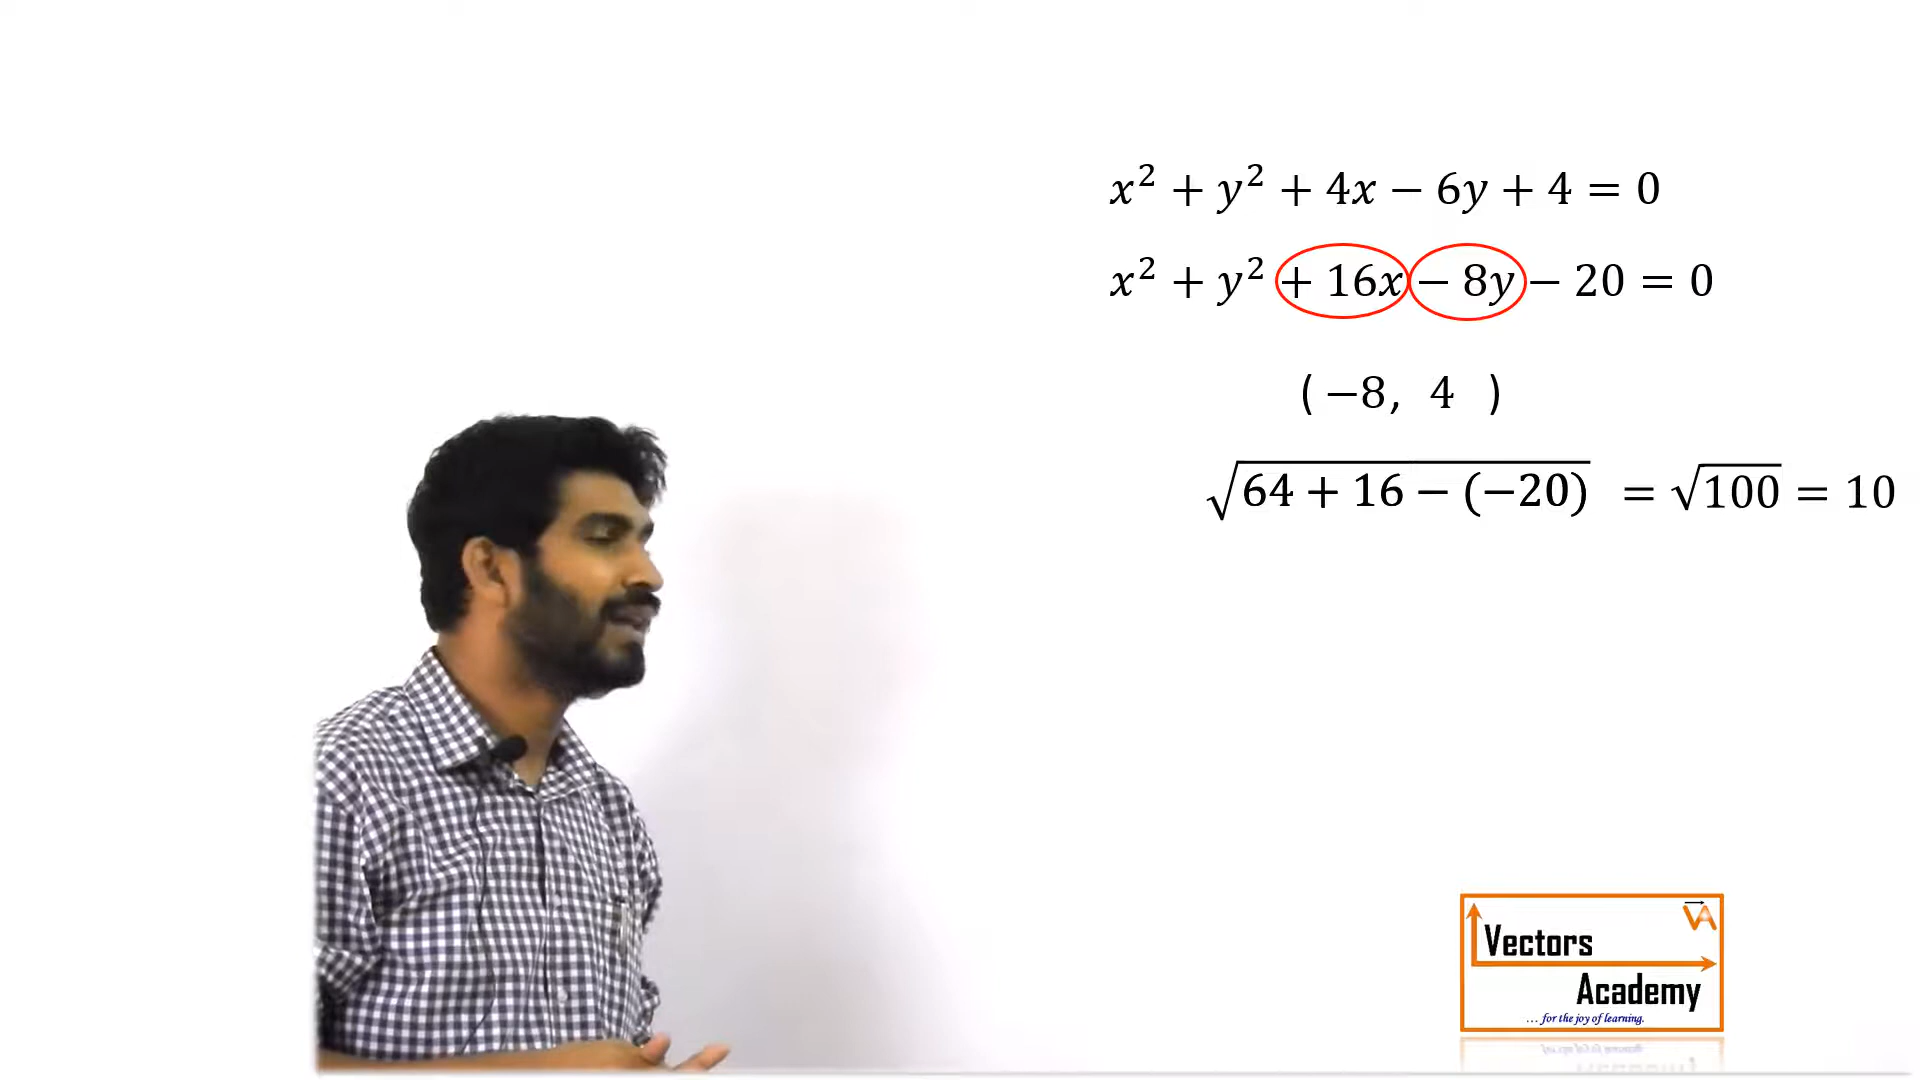 x² + y² + 4x − 6y + 4 = 0
x² + y² + 16x − 8y − 20 = 0
( −8, 4 )
√64 + 16 − (−20) = √100 = 10
VA
Vectors
Academy
... for the joy of learning.